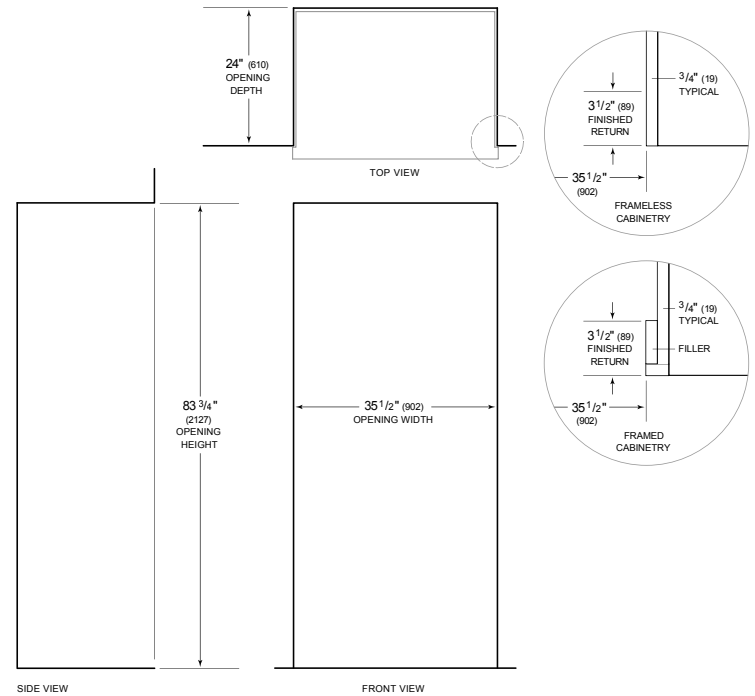 24" (610)
OPENING
DEPTH
TOP VIEW
3/4" (19)
TYPICAL
3 1/2" (89)
FINISHED
RETURN
35 1/2"
(902)
FRAMELESS
CABINETRY
3/4" (19)
TYPICAL
3 1/2" (89)
FINISHED
RETURN
FILLER
35 1/2"
(902)
FRAMED
CABINETRY
83 3/4"
(2127)
OPENING
HEIGHT
35 1/2" (902)
OPENING WIDTH
SIDE VIEW
FRONT VIEW